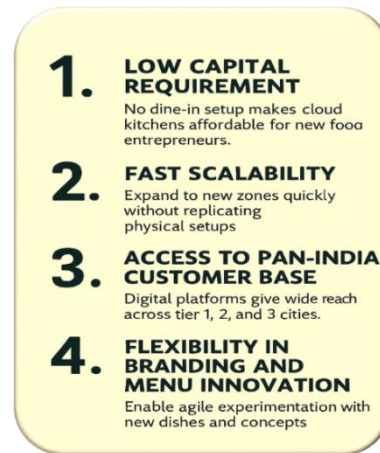 1. LOW CAPITAL
REQUIREMENT
No dine-in setup makes cloud
kitchens affordable for new food
entrepreneurs.
2. FAST SCALABILITY
Expand to new zones quickly
without replicating
physical setups
3. ACCESS TO PAN-INDIA
CUSTOMER BASE
Digital platforms give wide reach
across tier 1, 2, and 3 cities.
4. FLEXIBILITY IN
BRANDING AND
MENU INNOVATION
Enable agile experimentation with
new dishes and concepts